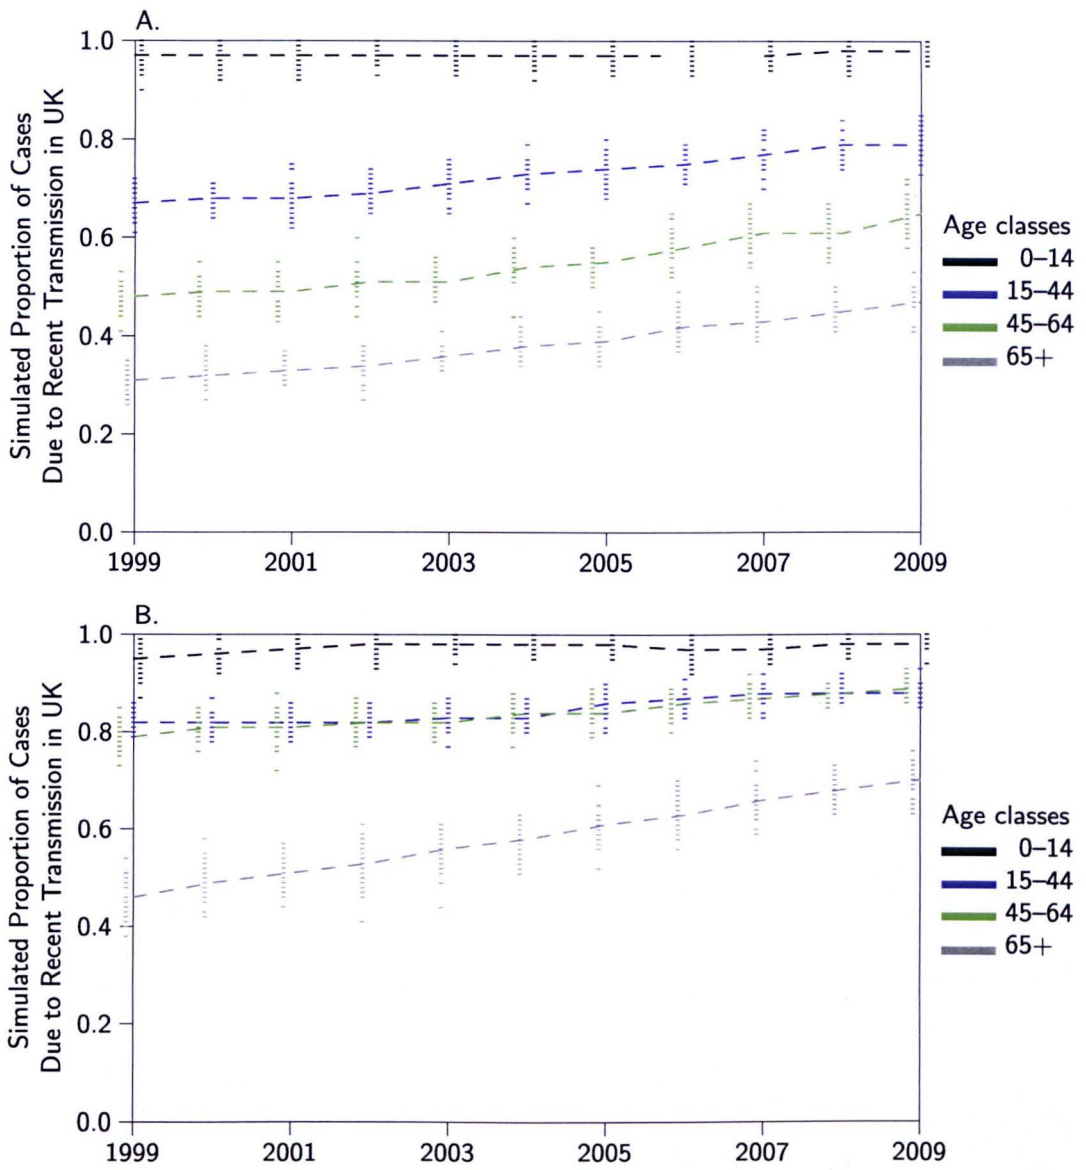 A.
Simulated Proportion of Cases
Due to Recent Transmission in UK
1.0
0.8
0.6
0.4
0.2
0.0
1999 2001 2003 2005 2007 2009
Age classes
0–14
15–44
45–64
65+
B.
Simulated Proportion of Cases
Due to Recent Transmission in UK
1.0
0.8
0.6
0.4
0.2
0.0
1999 2001 2003 2005 2007 2009
Age classes
0–14
15–44
45–64
65+